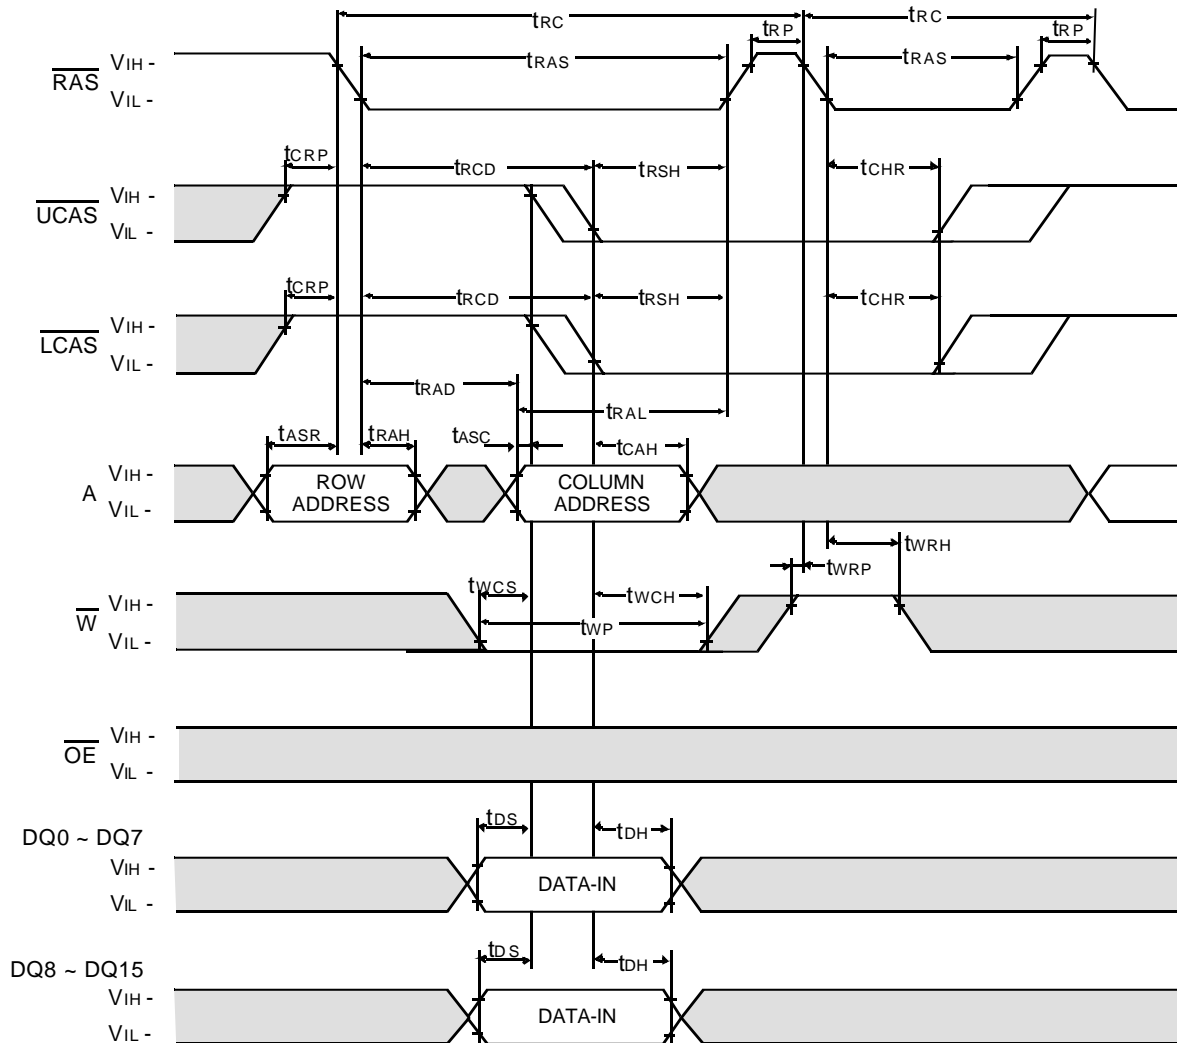 tRC tRC
tRP tRP
RAS VIH - tRAS tRAS
VIL -
tCRP tRCD tRSH tCHR
UCAS VIH -
VIL -
tCRP tRCD tRSH tCHR
LCAS VIH -
VIL -
tRAD
tRAL
tASR tRAH tASC tCAH
A VIH - ROW ADDRESS COLUMN ADDRESS
VIL -
tWRH
tWRP
tWCS tWCH
W VIH -
tWP
VIL -
OE VIH -
VIL -
tDS tDH
DQ0 ~ DQ7
VIH -
DATA-IN
VIL -
tDS tDH
DQ8 ~ DQ15
VIH -
DATA-IN
VIL -